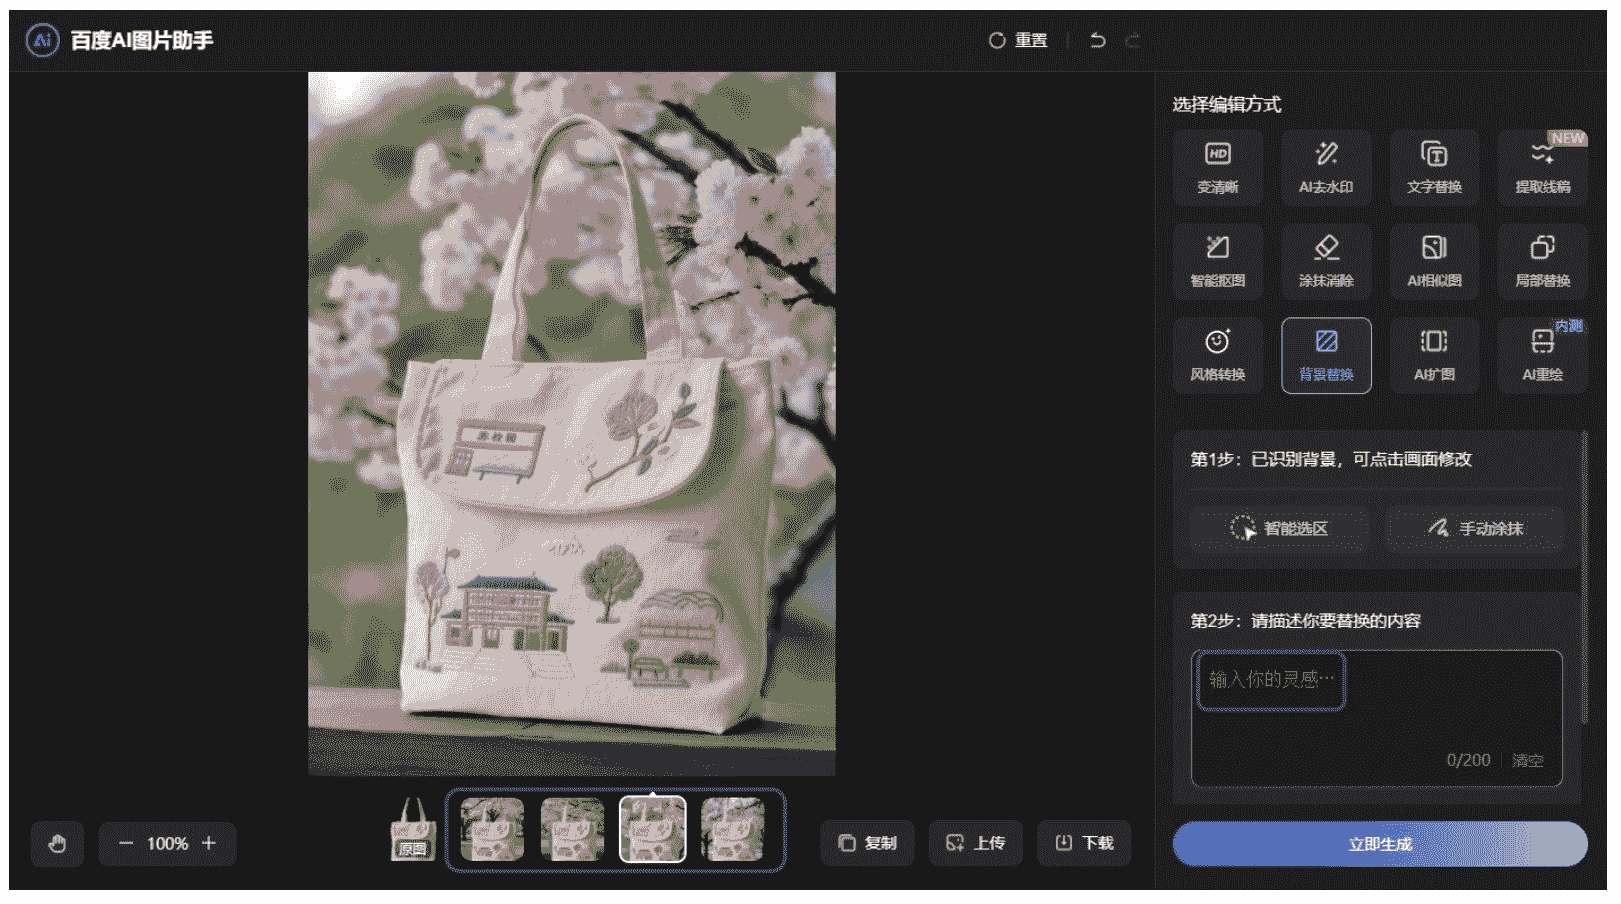 百度AI图片助手
重置
选择编辑方式
变清晰
AI去水印
文字替换
NEW
提取线稿
智能抠图
涂抹消除
AI相似图
局部替换
风格转换
背景替换
AI扩图
内测
AI重绘
第1步：已识别背景，可点击画面修改
智能选区
手动涂抹
第2步：请描述你要替换的内容
输入你的灵感…
0/200
清空
原图
100%
复制
上传
下载
立即生成